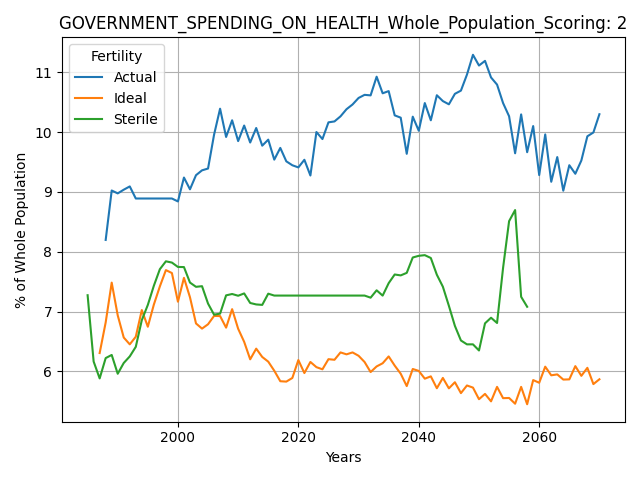 GOVERNMENT_SPENDING_ON_HEALTH_Whole_Population_Scoring: 2
Fertility
Actual
Ideal
Sterile
% of Whole Population
11
10
9
8
7
6
2000 2020 2040 2060
Years